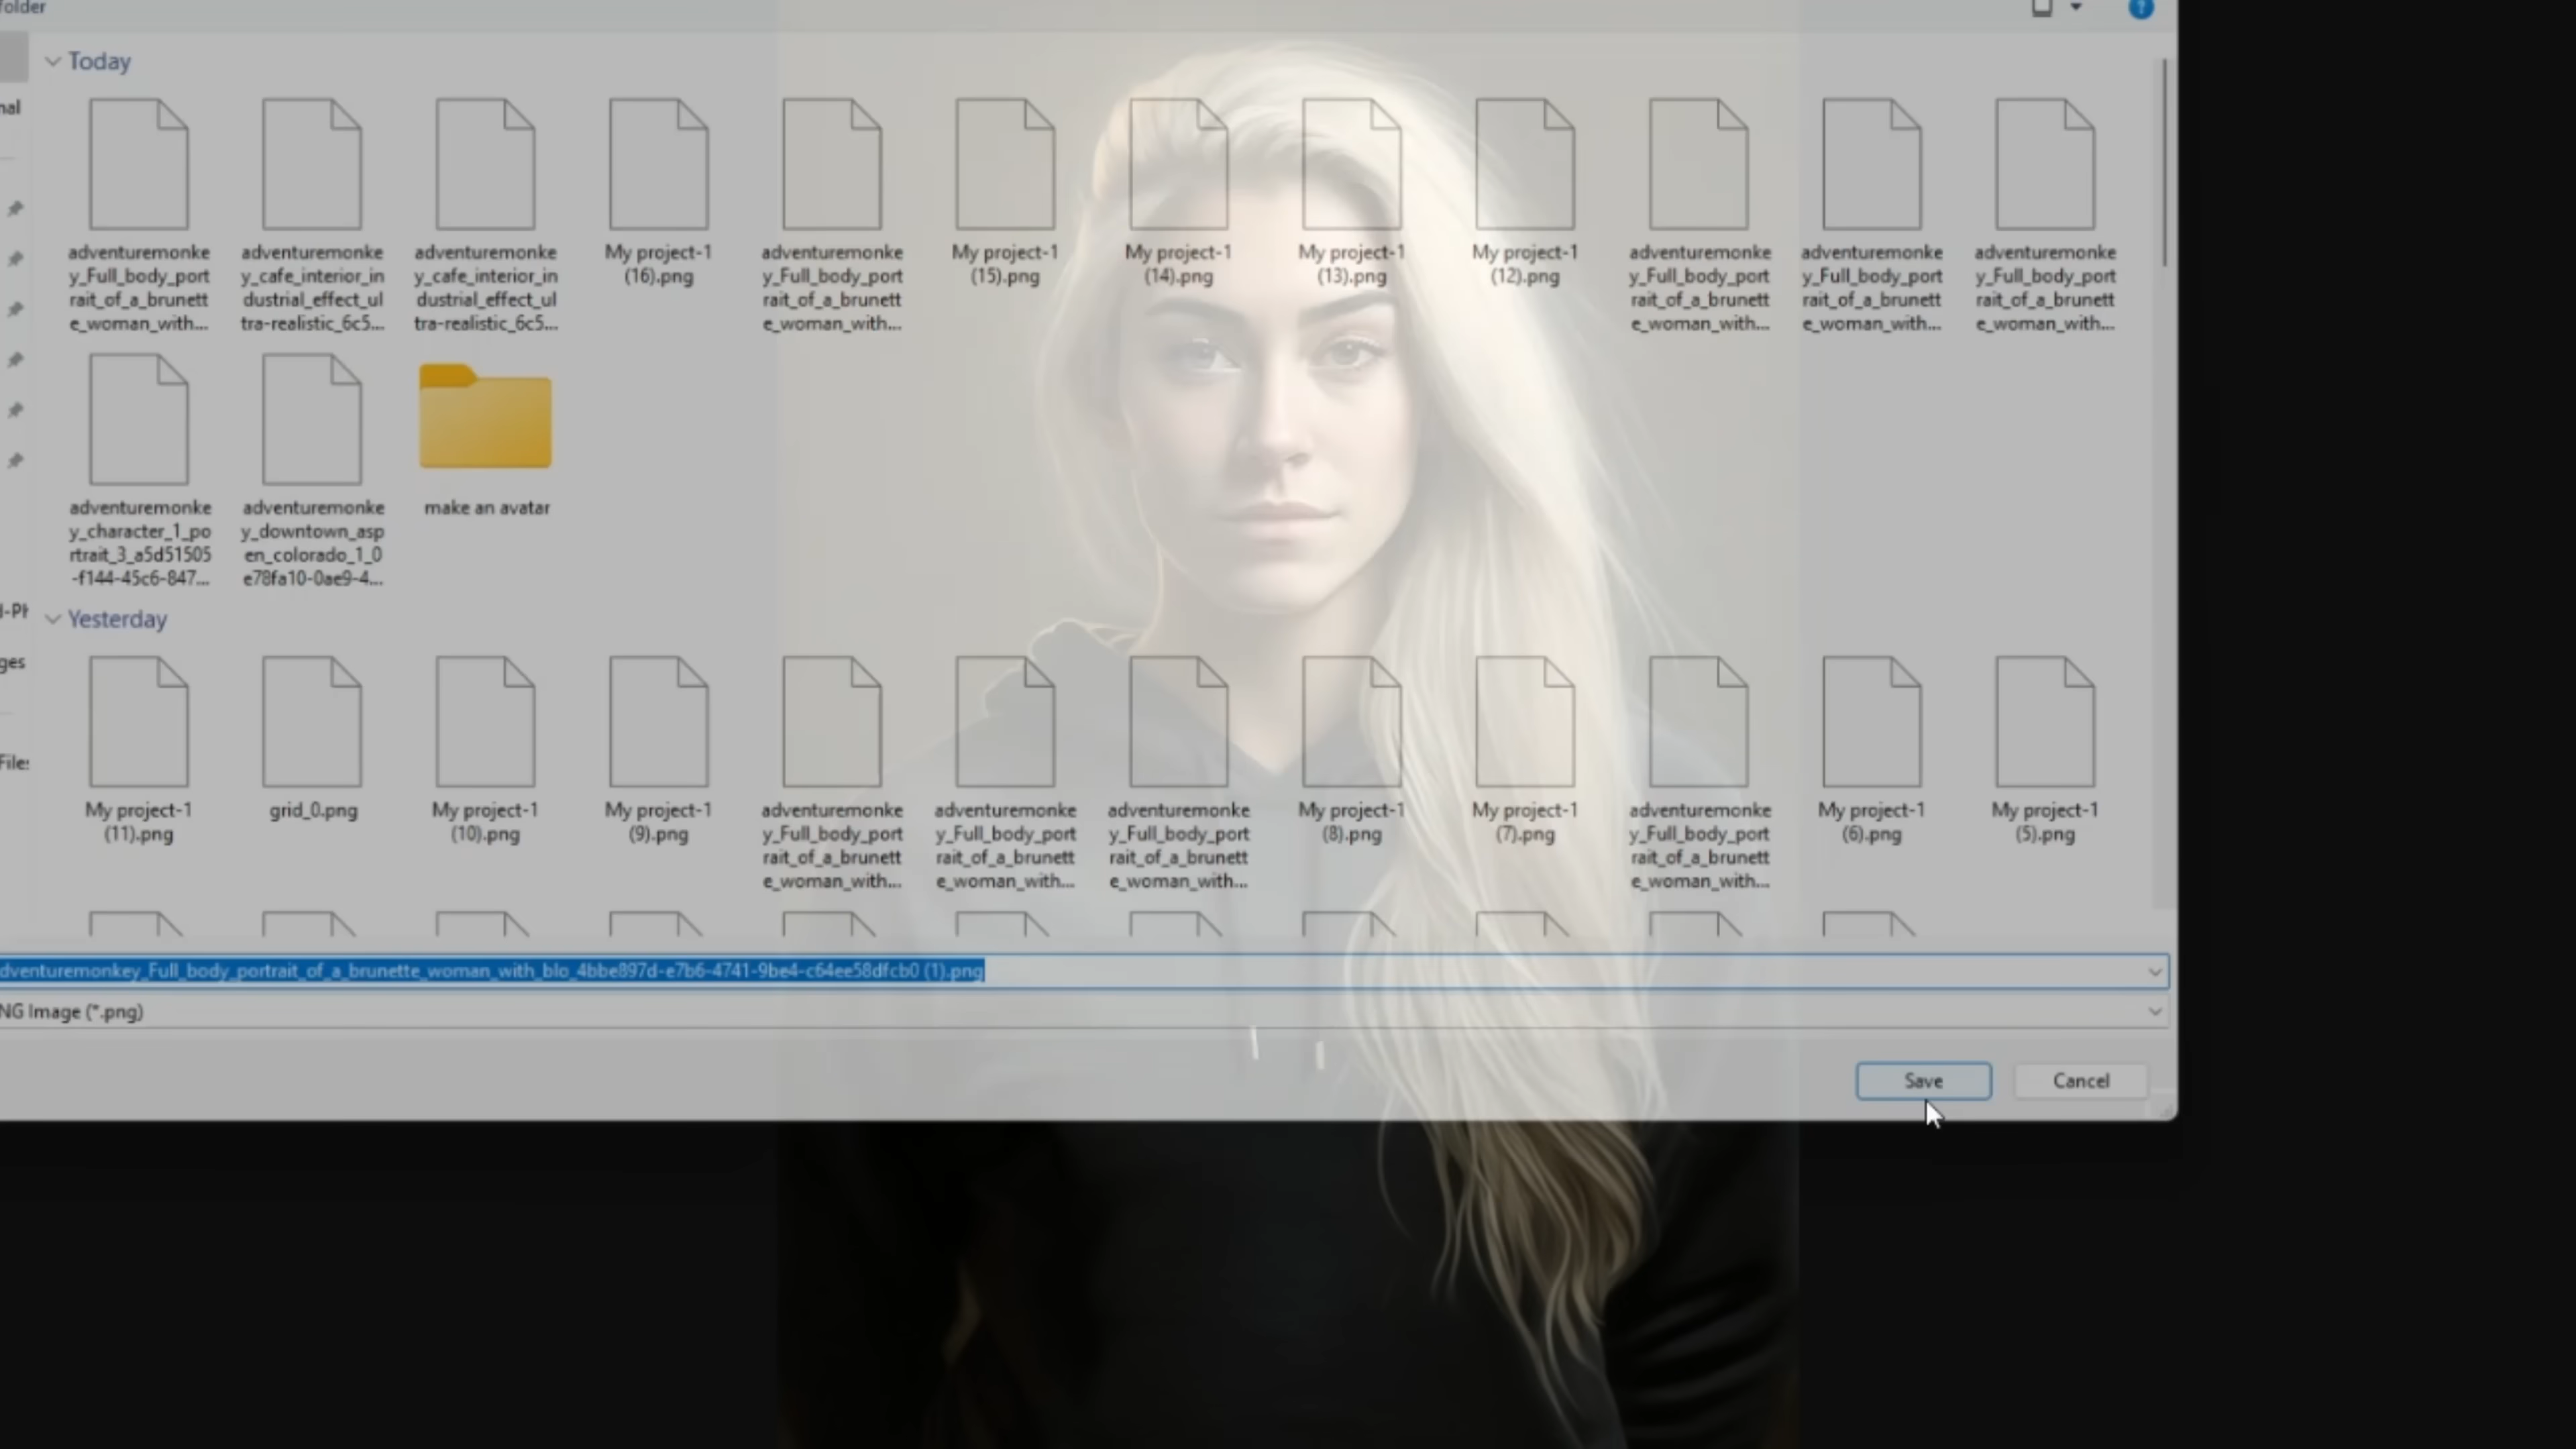 folder
Today
adventuremonke
y_Full_body_port
rait_of_a_brunett
e_woman_with...
adventuremonke
y_cafe_interior_in
dustrial_effect_ul
tra-realistic_6c5...
adventuremonke
y_cafe_interior_in
dustrial_effect_ul
tra-realistic_6c5...
My project-1
(16).png
adventuremonke
y_Full_body_port
rait_of_a_brunett
e_woman_with...
My project-1
(15).png
My project-1
(14).png
My project-1
(13).png
My project-1
(12).png
adventuremonke
y_Full_body_port
rait_of_a_brunett
e_woman_with...
adventuremonke
y_Full_body_port
rait_of_a_brunett
e_woman_with...
adventuremonke
y_Full_body_port
rait_of_a_brunett
e_woman_with...
nal
adventuremonke
y_character_1_po
rtrait_3_a5d51505
-f144-45c6-847...
adventuremonke
y_downtown_asp
en_colorado_1_0
e78fa10-0ae9-4...
make an avatar
Yesterday
My project-1
(11).png
grid_0.png
My project-1
(10).png
My project-1
(9).png
adventuremonke
y_Full_body_port
rait_of_a_brunett
e_woman_with...
adventuremonke
y_Full_body_port
rait_of_a_brunett
e_woman_with...
adventuremonke
y_Full_body_port
rait_of_a_brunett
e_woman_with...
My project-1
(8).png
My project-1
(7).png
adventuremonke
y_Full_body_port
rait_of_a_brunett
e_woman_with...
My project-1
(6).png
My project-1
(5).png
ges
File
dventuremonkey_Full_body_portrait_of_a_brunette_woman_with_blo_4bbe897d-e7b6-4741-9be4-c64ee58dfcb0 (1).png
NG Image (*.png)
Save
Cancel